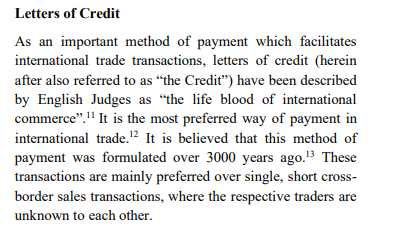 Letters of Credit
As an important method of payment which facilitates
international trade transactions, letters of credit (herein
after also referred to as “the Credit”) have been described
by English Judges as “the life blood of international
commerce”.¹¹ It is the most preferred way of payment in
international trade.¹² It is believed that this method of
payment was formulated over 3000 years ago.¹³ These
transactions are mainly preferred over single, short cross-
border sales transactions, where the respective traders are
unknown to each other.